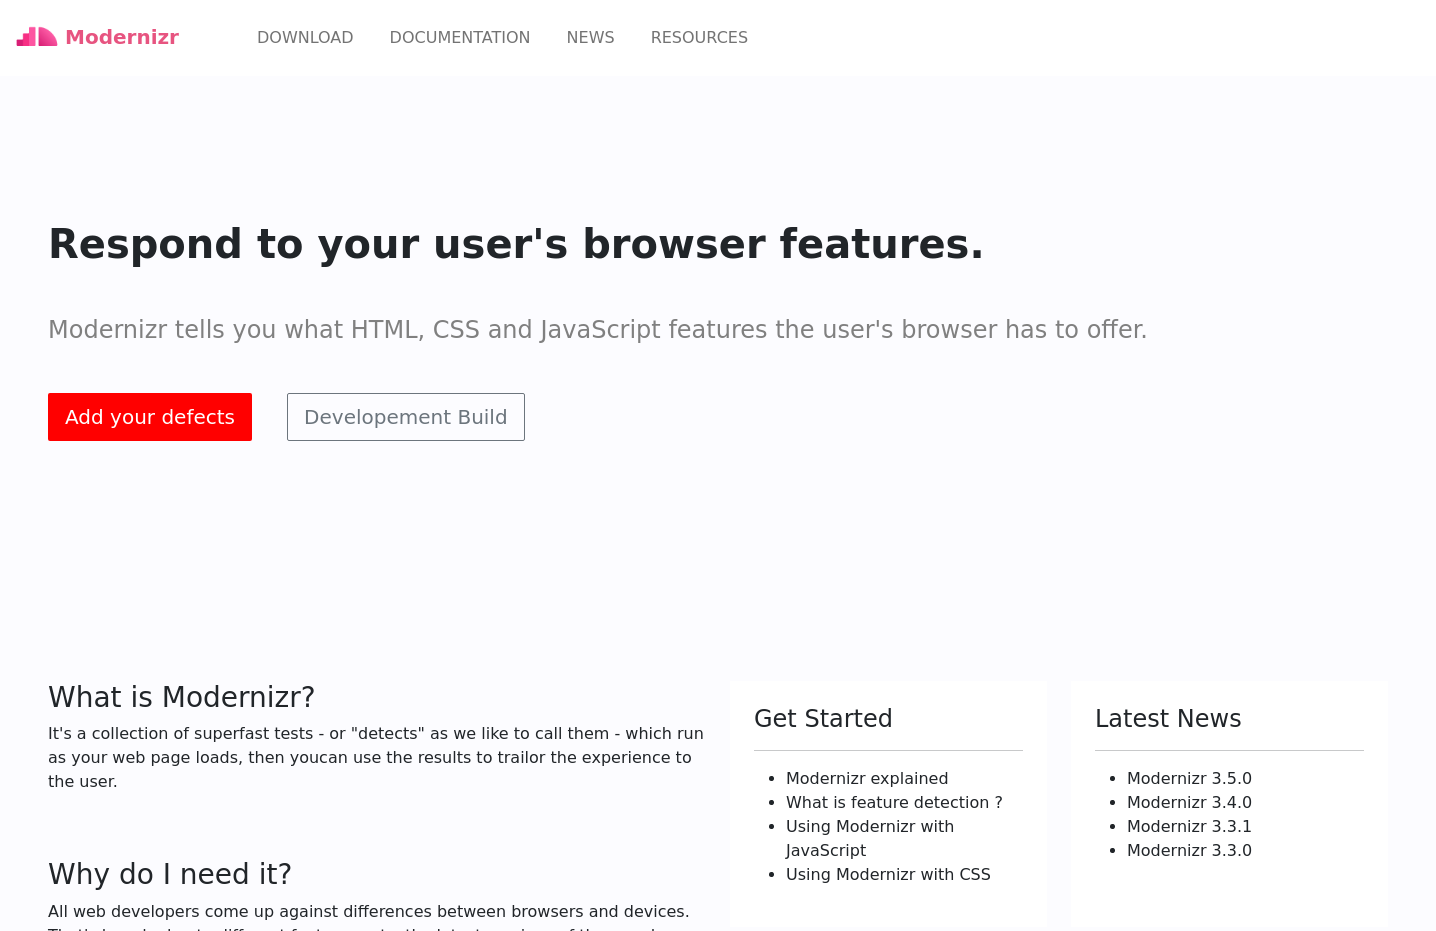 Modernizr
DOWNLOAD
DOCUMENTATION
NEWS
RESOURCES
Respond to your user's browser features.
Modernizr tells you what HTML, CSS and JavaScript features the user's browser has to offer.
Add your defects
Developement Build
What is Modernizr?
It's a collection of superfast tests - or "detects" as we like to call them - which run
as your web page loads, then youcan use the results to trailor the experience to
the user.
Why do I need it?
All web developers come up against differences between browsers and devices.
Get Started
Modernizr explained
What is feature detection ?
Using Modernizr with
JavaScript
Using Modernizr with CSS
Latest News
Modernizr 3.5.0
Modernizr 3.4.0
Modernizr 3.3.1
Modernizr 3.3.0